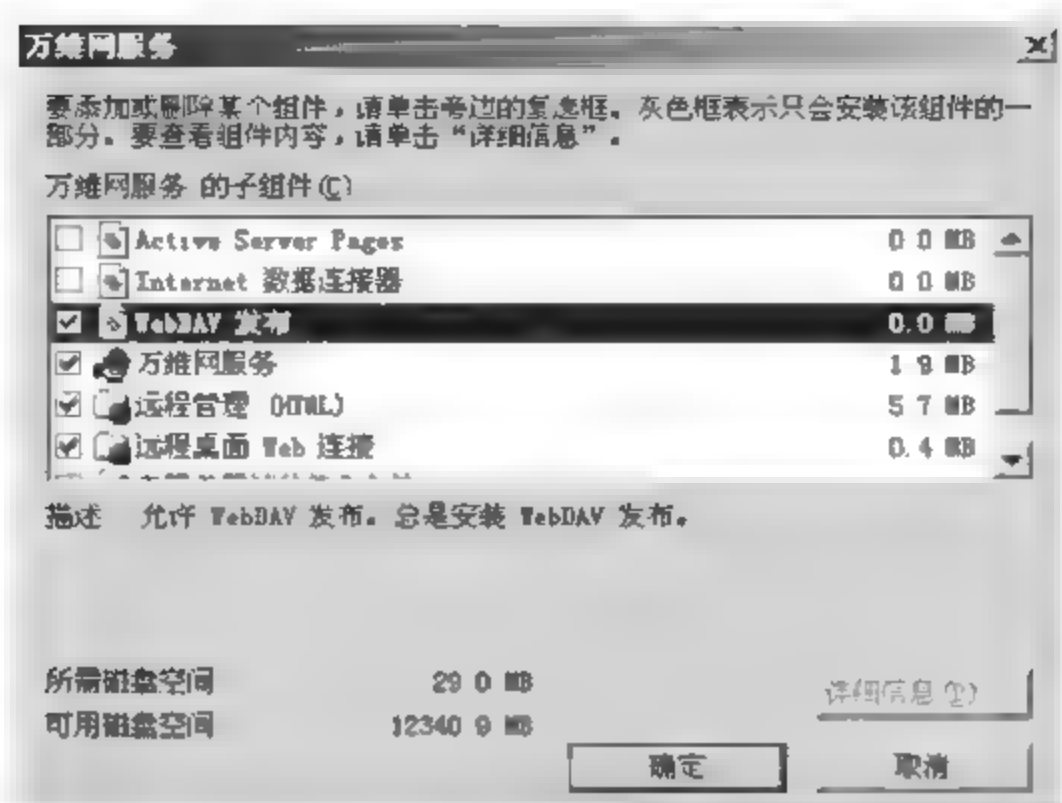 万维网服务
要添加或删除某个组件，请单击旁边的复选框。灰色框表示只会安装该组件的一
部分。要查看组件内容，请单击“详细信息”。
万维网服务 的子组件(C)
Active Server Pages 0 0 MB
Internet 数据连接器 0 0 MB
WebDAV 发布 0.0 MB
万维网服务 1 9 MB
远程管理 (HTML) 5 7 MB
远程桌面 Web 连接 0.4 MB
描述 允许 WebDAV 发布。总是安装 WebDAV 发布。
所需磁盘空间 29 0 MB
详细信息(D)
可用磁盘空间 12340 9 MB
确定 取消